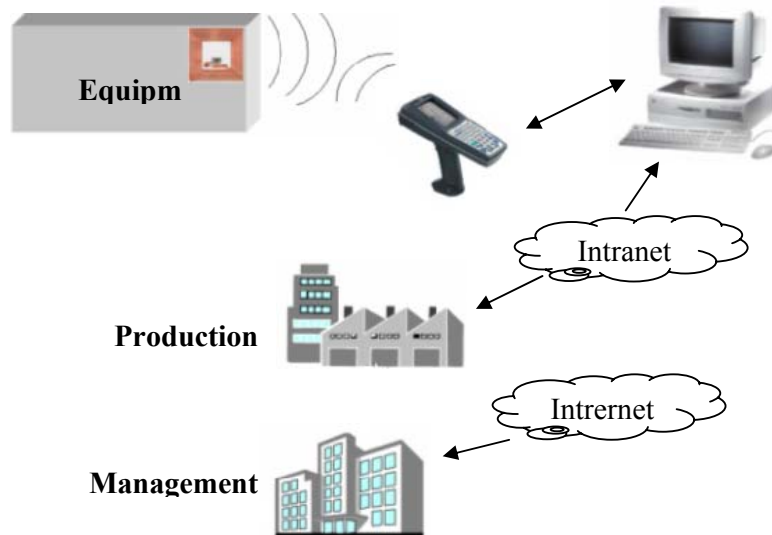 Equipm
Intranet
Production
Intrernet
Management